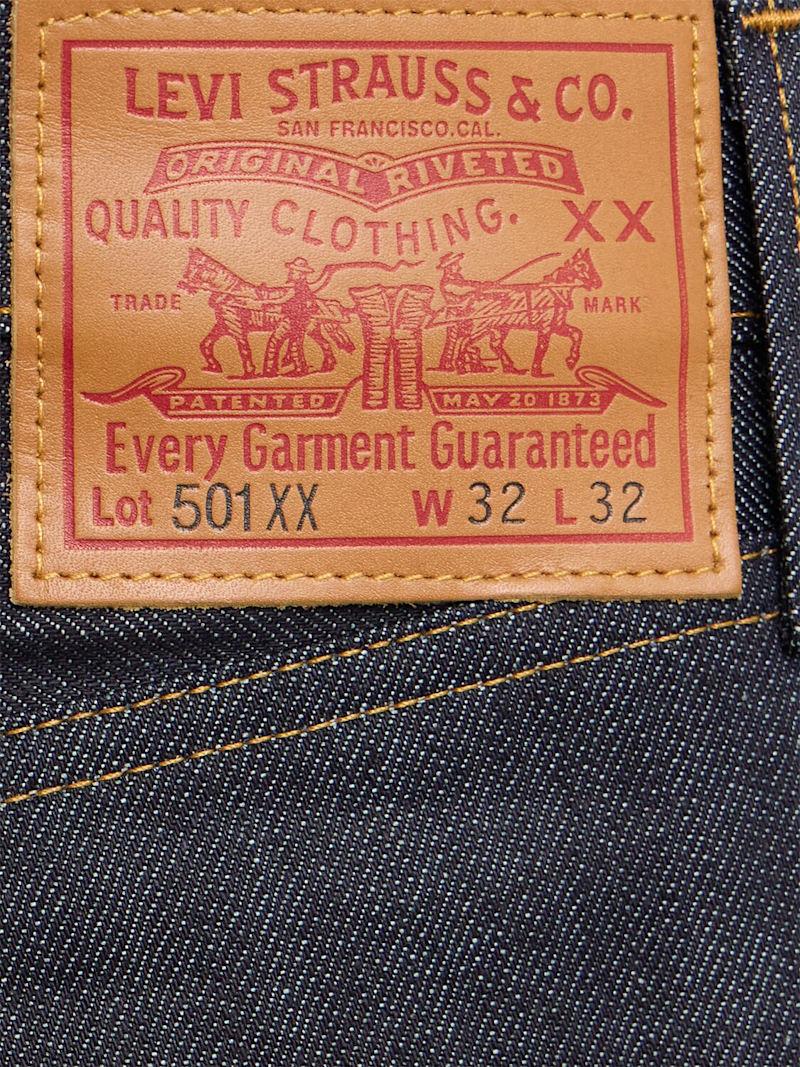 LEVI STRAUSS & CO.
SAN FRANCISCO.CAL.
ORIGINAL RIVETED
QUALITY CLOTHING. XX
TRADE MARK
PATENTED MAY 20 1873
Every Garment Guaranteed
Lot 501XX W 32 L 32